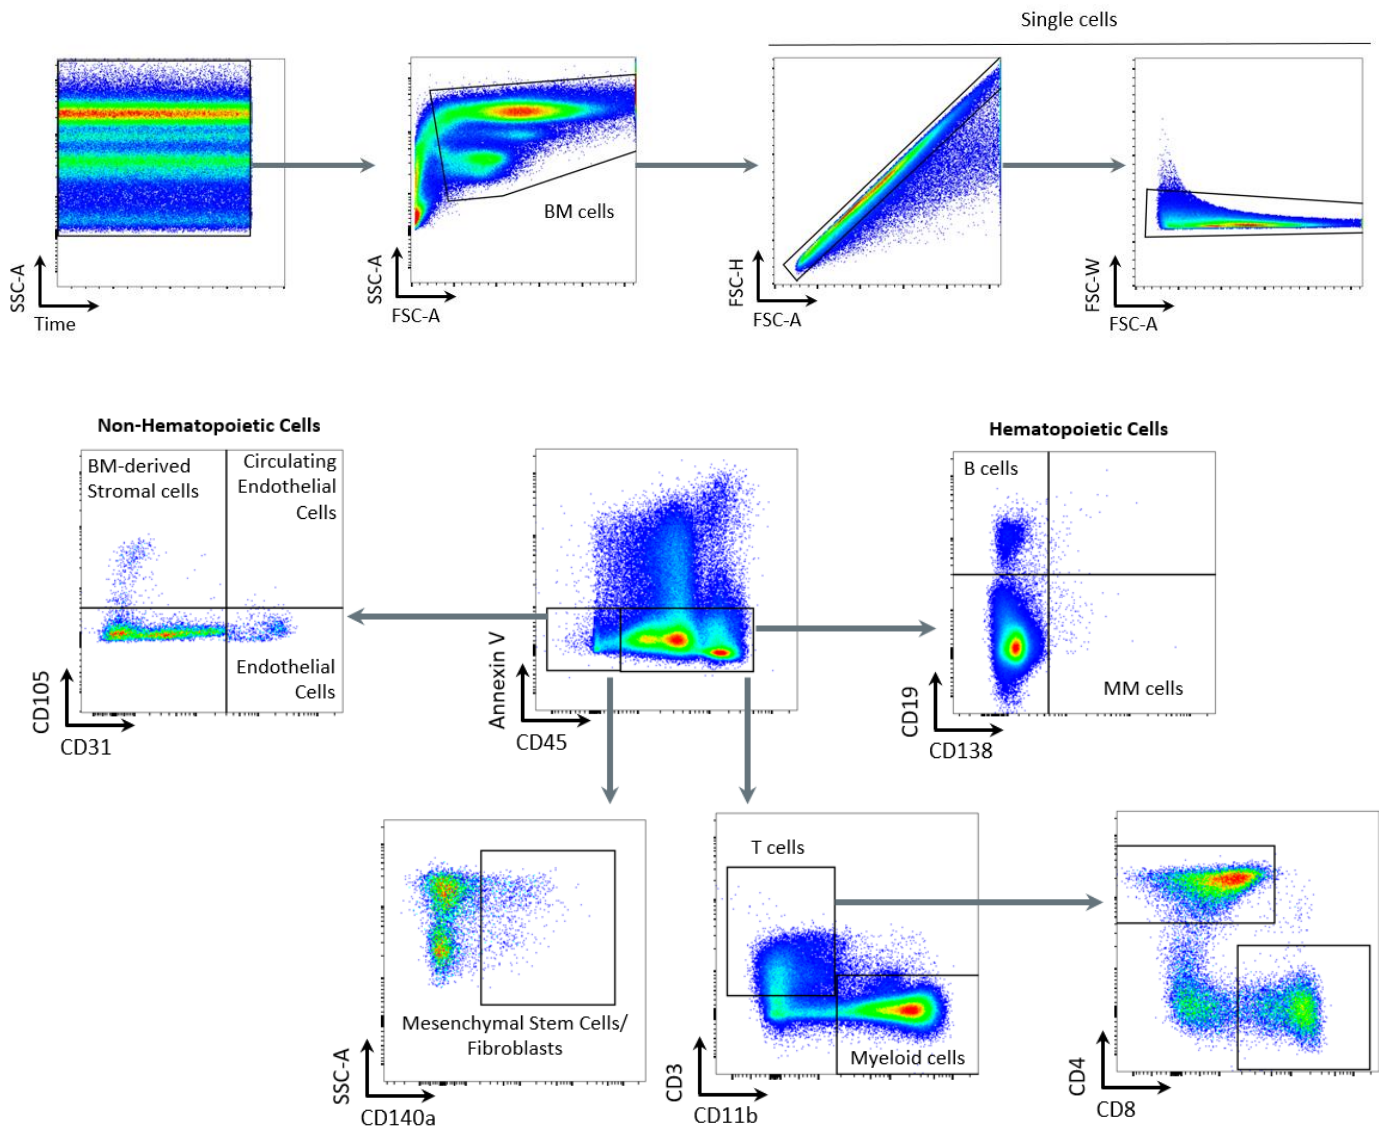 Single cells
BM cells
SSC-A
Time
SSC-A
FSC-A
FSC-H
FSC-A
FSC-W
FSC-A
Non-Hematopoietic Cells
BM-derived
Stromal cells
Circulating
Endothelial
Cells
Endothelial
Cells
CD105
CD31
Annexin V
CD45
Hematopoietic Cells
B cells
MM cells
CD19
CD138
Mesenchymal Stem Cells/
Fibroblasts
SSC-A
CD140a
T cells
Myeloid cells
CD3
CD11b
CD4
CD8